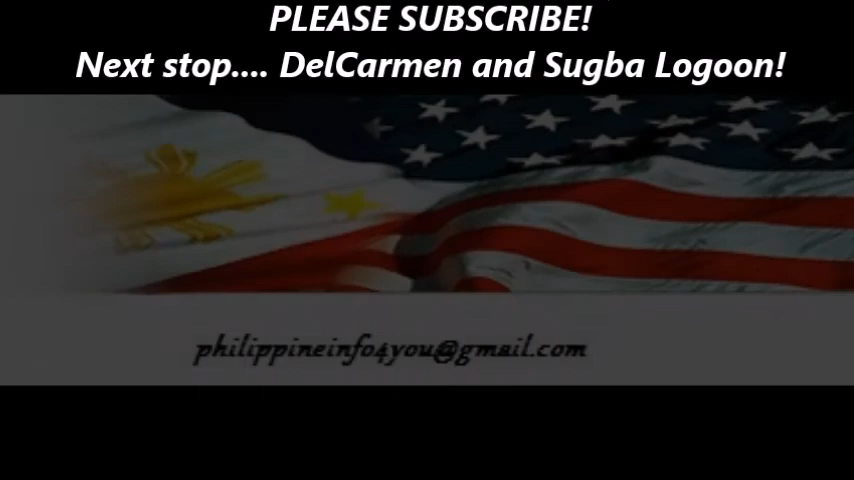 PLEASE SUBSCRIBE!
Next stop.... DelCarmen and Sugba Logoon!
philippineinfo4you@gmail.com